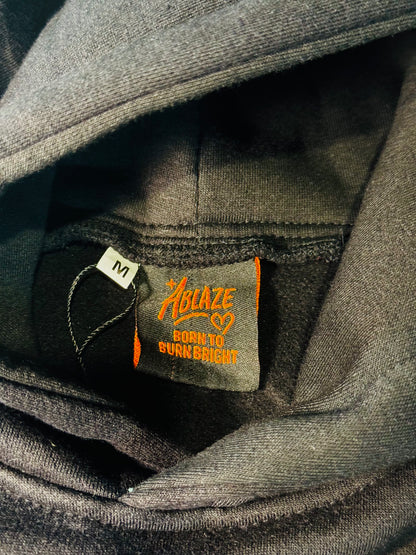 M
ABLAZE
BORN TO
BURN BRIGHT